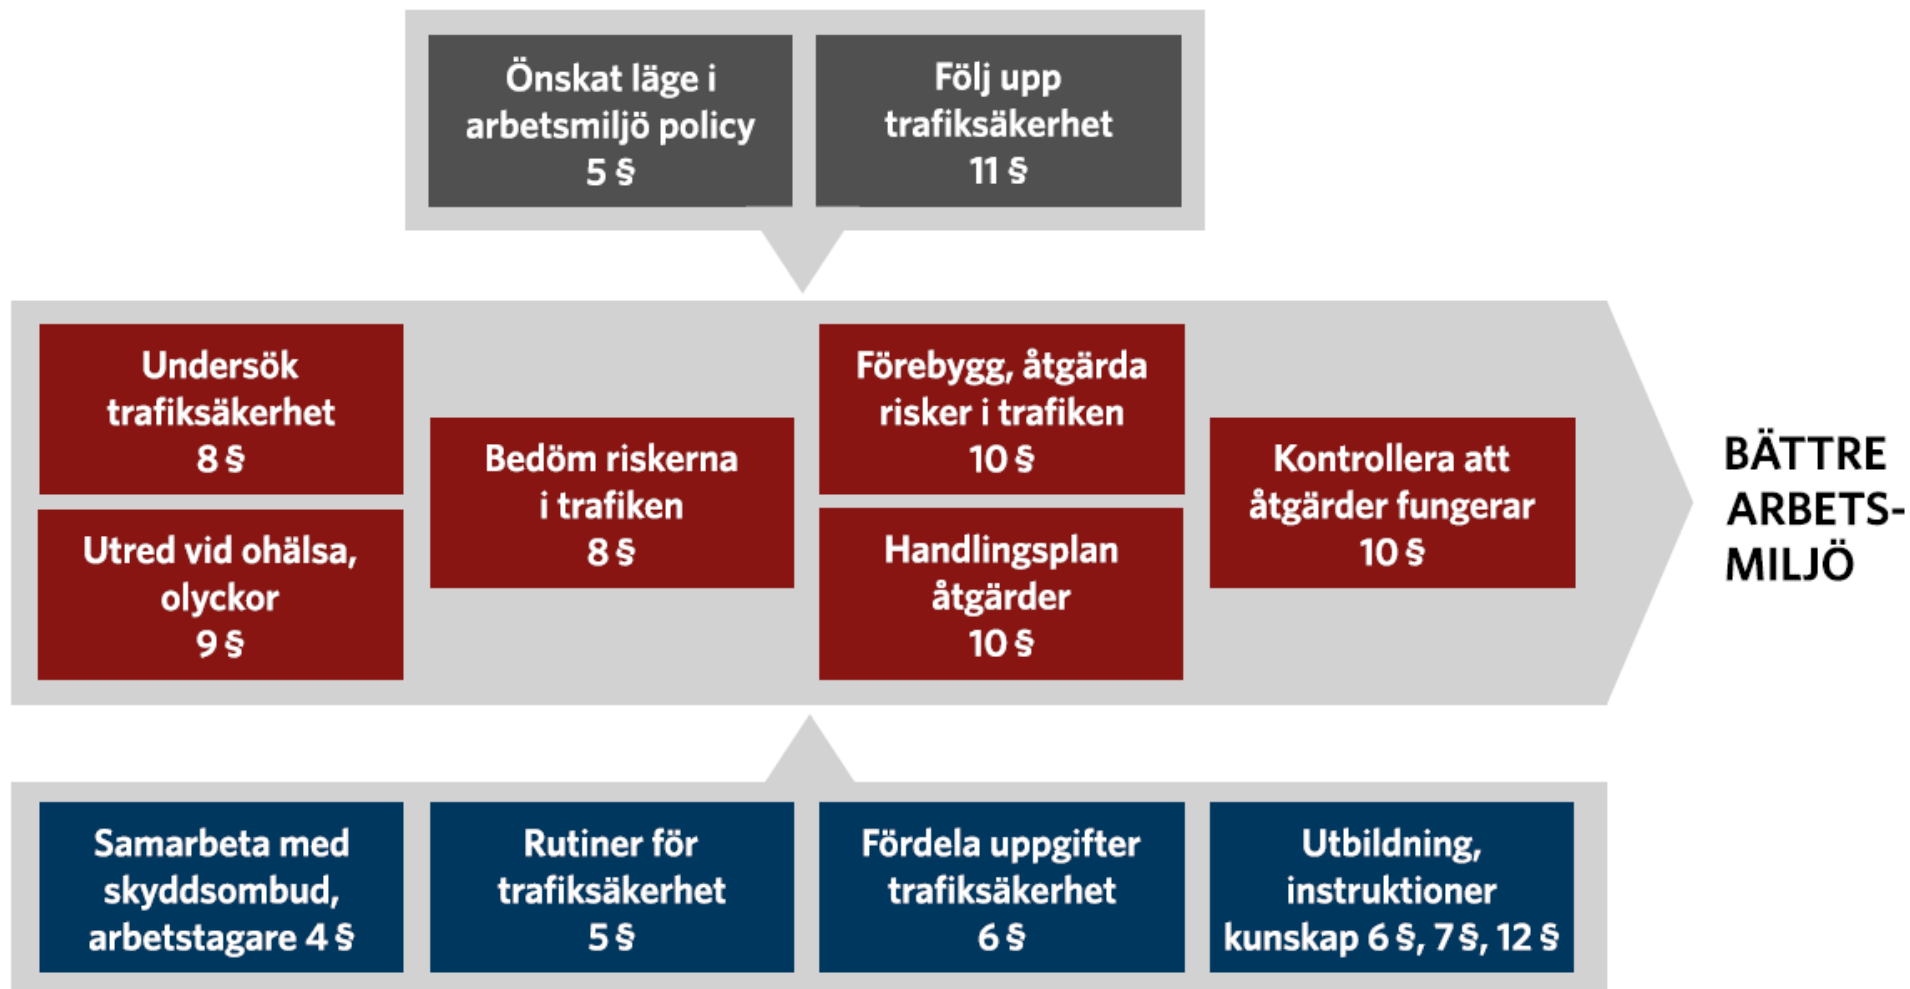 Önskat läge i
arbetsmiljö policy
5 §
Följ upp
trafiksäkerhet
11 §
Undersök
trafiksäkerhet
8 §
Utred vid ohälsa,
olyckor
9 §
Bedöm riskerna
i trafiken
8 §
Förebygg, åtgärda
risker i trafiken
10 §
Handlingsplan
åtgärder
10 §
Kontrollera att
åtgärder fungerar
10 §
BÄTTRE
ARBETS-
MILJÖ
Samarbeta med
skyddsombud,
arbetstagare 4 §
Rutiner för
trafiksäkerhet
5 §
Fördela uppgifter
trafiksäkerhet
6 §
Utbildning,
instruktioner
kunskap 6 §, 7 §, 12 §